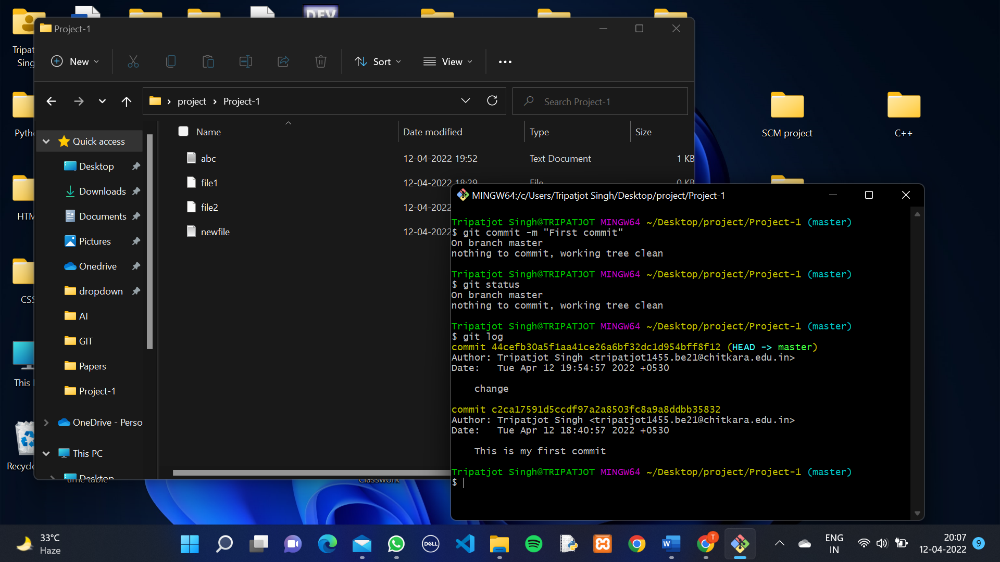 DEV
Tripat
Sing
Pyth
HTM
CSS
This
Recycle
Project-1
New
Sort
View
project
Project-1
Search Project-1
Quick access
Desktop
Downloads
Documents
Pictures
Onedrive
dropdown
AI
GIT
Papers
Project-1
OneDrive - Perso
This PC
Desktop
time table
Classwork
Name Date modified Type Size
abc 12-04-2022 19:52 Text Document 1 KB
file1 12-04-2022 18:29 File 0 KB
file2 12-04-2022
newfile 12-04-2022
SCM project
C++
MINGW64:/c/Users/Tripatjot Singh/Desktop/project/Project-1
Tripatjot Singh@TRIPATJOT MINGW64 ~/Desktop/project/Project-1 (master)
$ git commit -m "First commit"
On branch master
nothing to commit, working tree clean
Tripatjot Singh@TRIPATJOT MINGW64 ~/Desktop/project/Project-1 (master)
$ git status
On branch master
nothing to commit, working tree clean
Tripatjot Singh@TRIPATJOT MINGW64 ~/Desktop/project/Project-1 (master)
$ git log
commit 44cefb30a5f1aa41ce26a6bf32dc1d954bff8f12 (HEAD -> master)
Author: Tripatjot Singh <tripatjot1455.be21@chitkara.edu.in>
Date:   Tue Apr 12 19:54:57 2022 +0530
change
commit c2ca17591d5ccdf97a2a8503fc8a9a8ddbb35832
Author: Tripatjot Singh <tripatjot1455.be21@chitkara.edu.in>
Date:   Tue Apr 12 18:40:57 2022 +0530
This is my first commit
Tripatjot Singh@TRIPATJOT MINGW64 ~/Desktop/project/Project-1 (master)
$
33°C
Haze
DELL
W
T
ENG
IN
20:07
12-04-2022
9